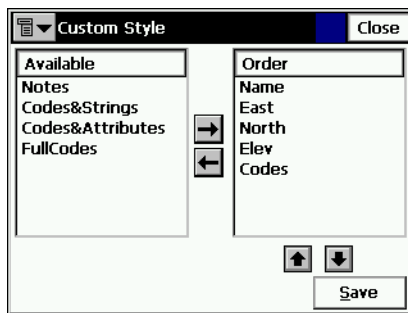 Custom Style
Close
Available
Notes
Codes&Strings
Codes&Attributes
FullCodes
Order
Name
East
North
Elev
Codes
Save